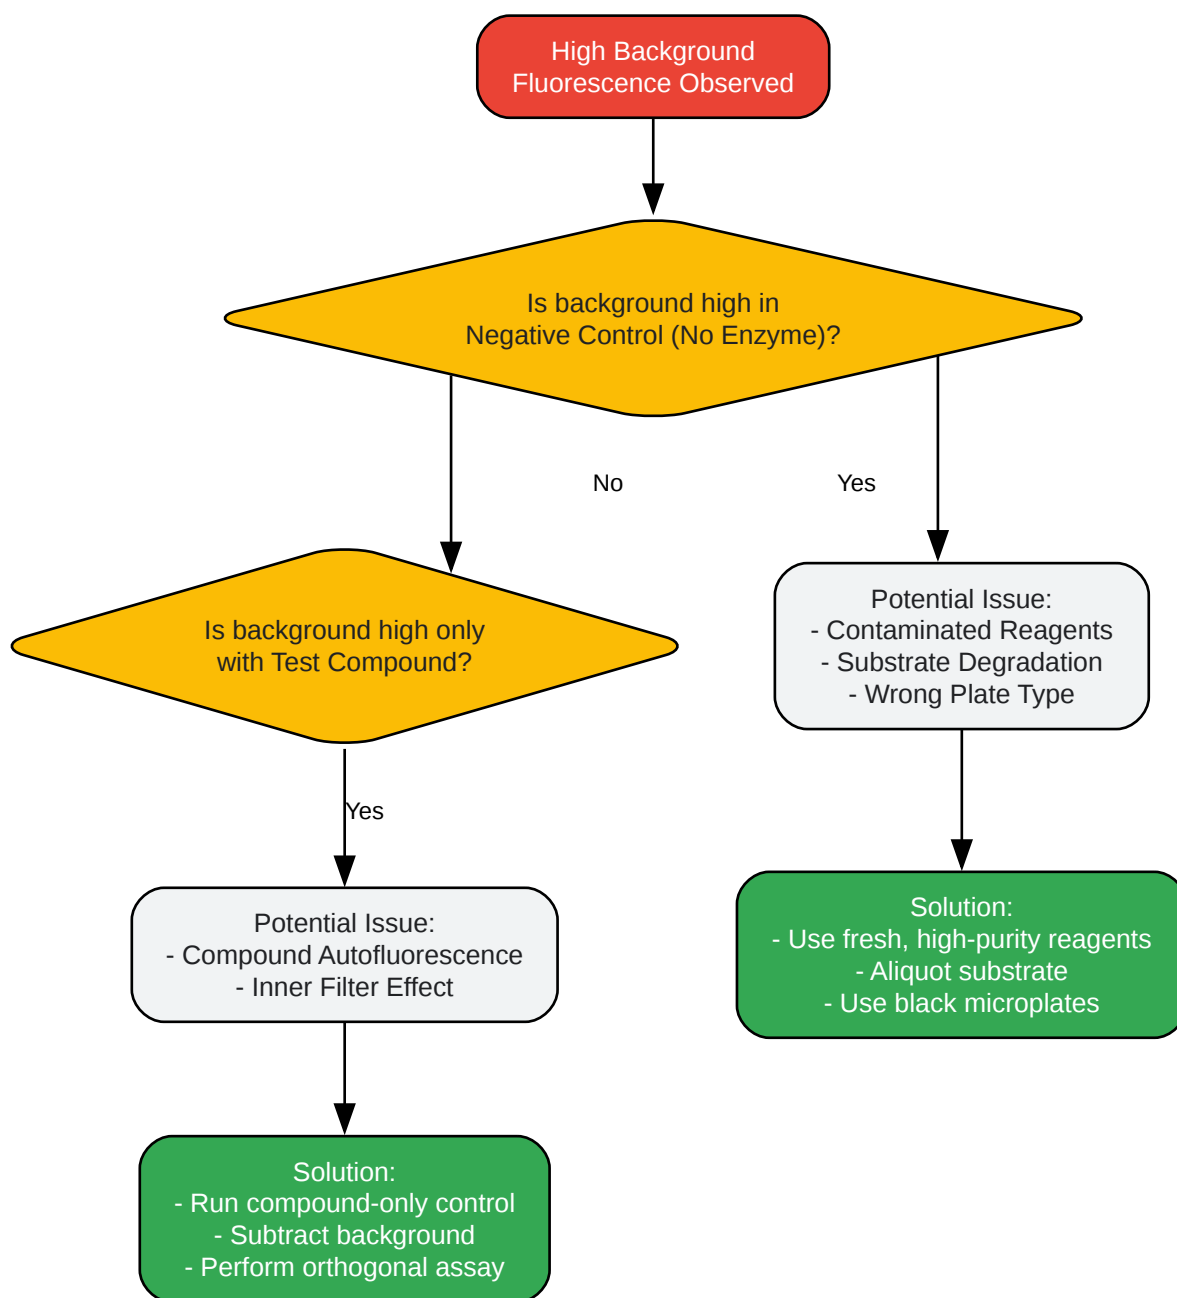 High Background
Fluorescence Observed
Is background high in
Negative Control (No Enzyme)?
No
Yes
Is background high only
with Test Compound?
Potential Issue:
- Contaminated Reagents
- Substrate Degradation
- Wrong Plate Type
Yes
Potential Issue:
- Compound Autofluorescence
- Inner Filter Effect
Solution:
- Use fresh, high-purity reagents
- Aliquot substrate
- Use black microplates
Solution:
- Run compound-only control
- Subtract background
- Perform orthogonal assay